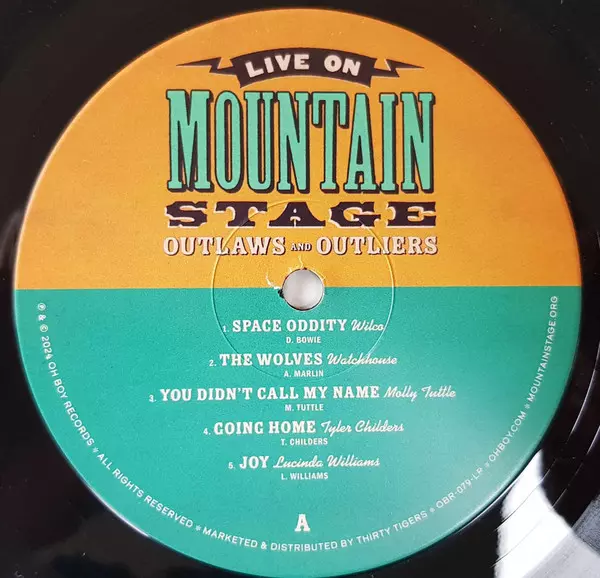 LIVE ON
MOUNTAIN
STAGE
OUTLAWS AND OUTLIERS
1. SPACE ODDITY Wilco
D. BOWIE
2. THE WOLVES Watchhouse
A. MARLIN
3. YOU DIDN'T CALL MY NAME Molly Tuttle
M. TUTTLE
4. GOING HOME Tyler Childers
T. CHILDERS
5. JOY Lucinda Williams
L. WILLIAMS
A
℗ & © 2024 OH BOY RECORDS * ALL RIGHTS RESERVED * MARKETED & DISTRIBUTED BY THIRTY TIGERS * OBR-079-LP * OHBOY.COM * MOUNTAINSTAGE.ORG